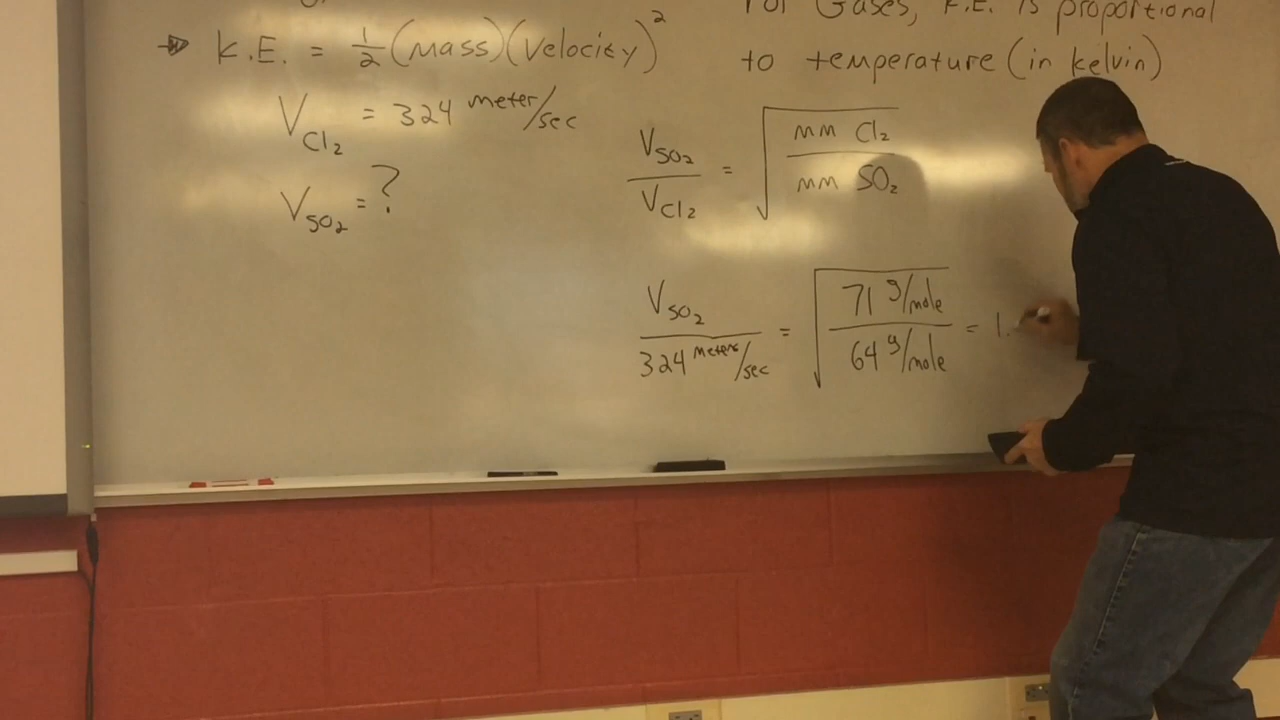 For Gases, K.E. is proportional
to temperature (in kelvin)
K.E. = 1/2 (mass)(velocity)²
V Cl₂ = 324 meter/sec
V SO₂ = ?
V SO₂ / V Cl₂ = √(mm Cl₂ / mm SO₂)
V SO₂ / 324 meters/sec = √(71 g/mole / 64 g/mole) = 1.